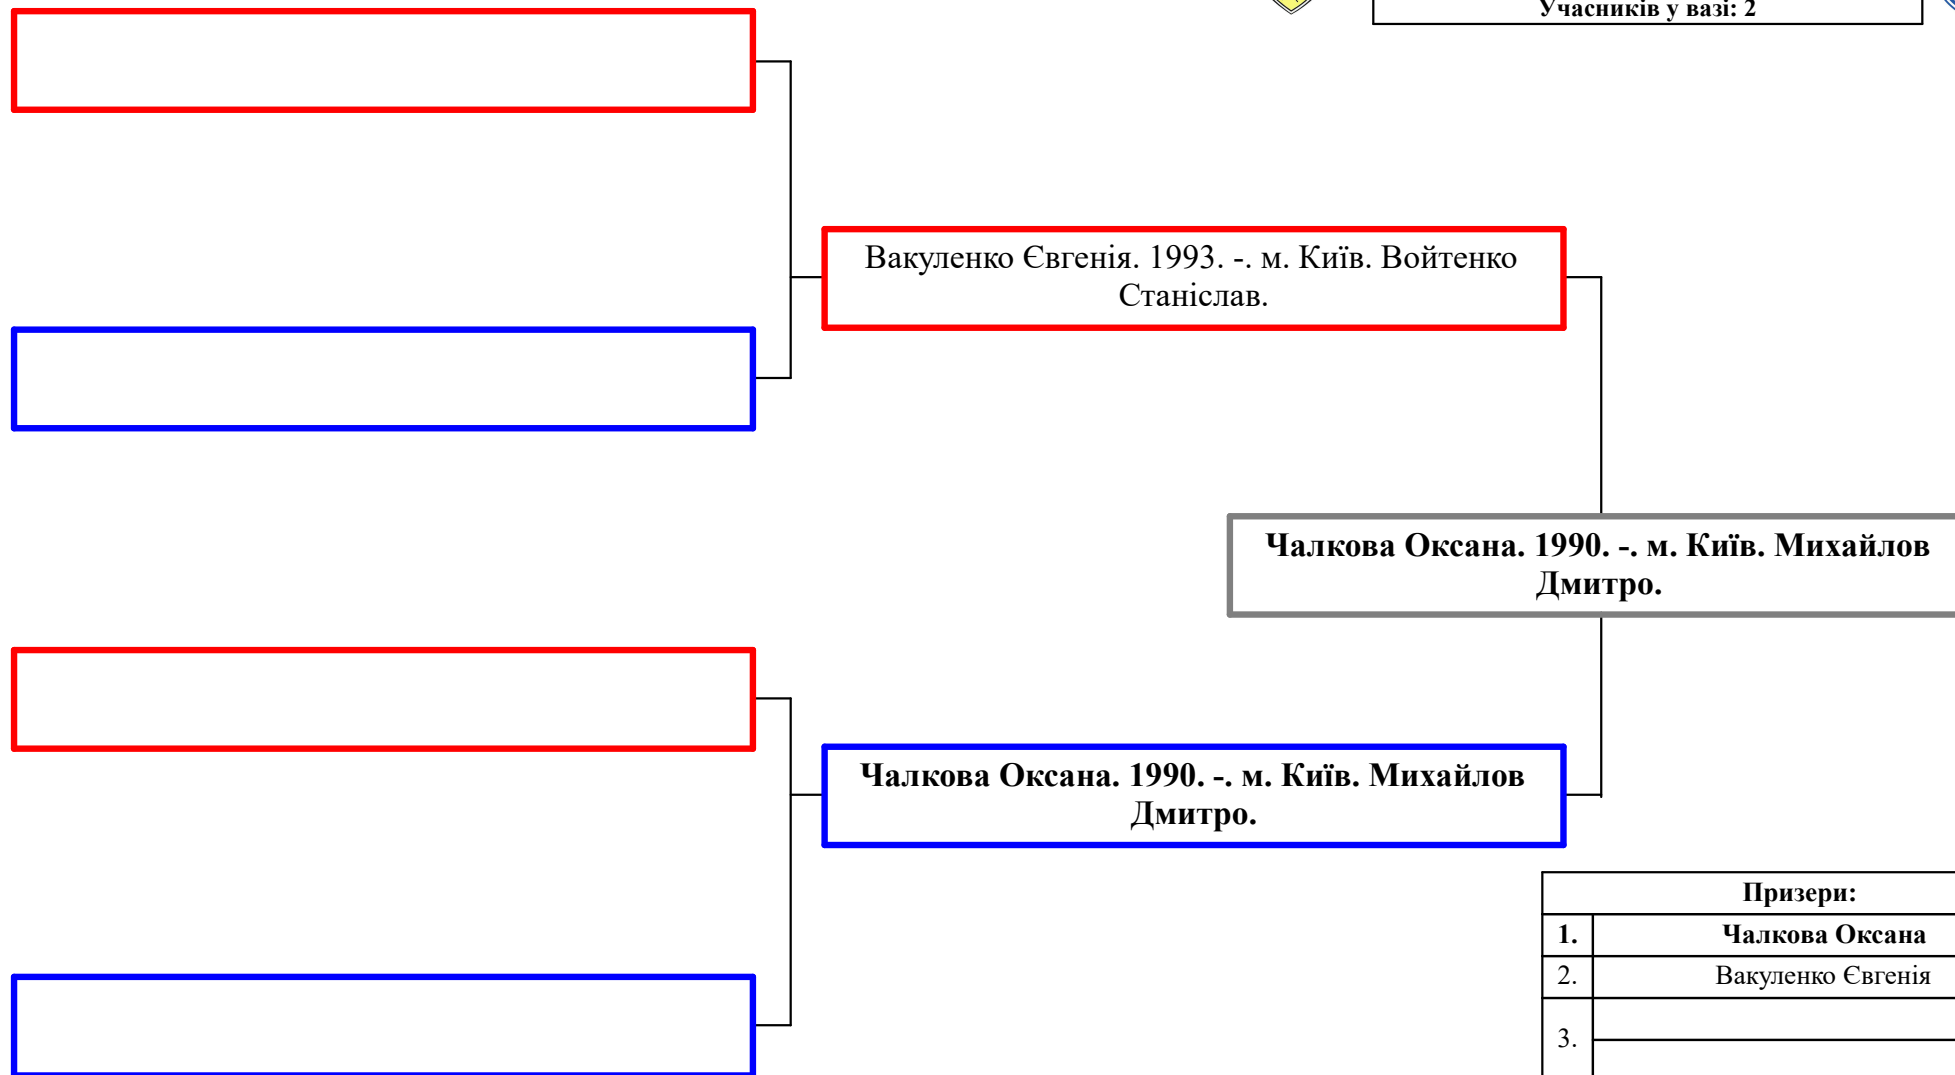 Учасників у вазі: 2
Вакуленко Євгенія. 1993. -. м. Київ. Войтенко
Станіслав.
Чалкова Оксана. 1990. -. м. Київ. Михайлов
Дмитро.
Чалкова Оксана. 1990. -. м. Київ. Михайлов
Дмитро.
Призери:
1. Чалкова Оксана
2. Вакуленко Євгенія
3.